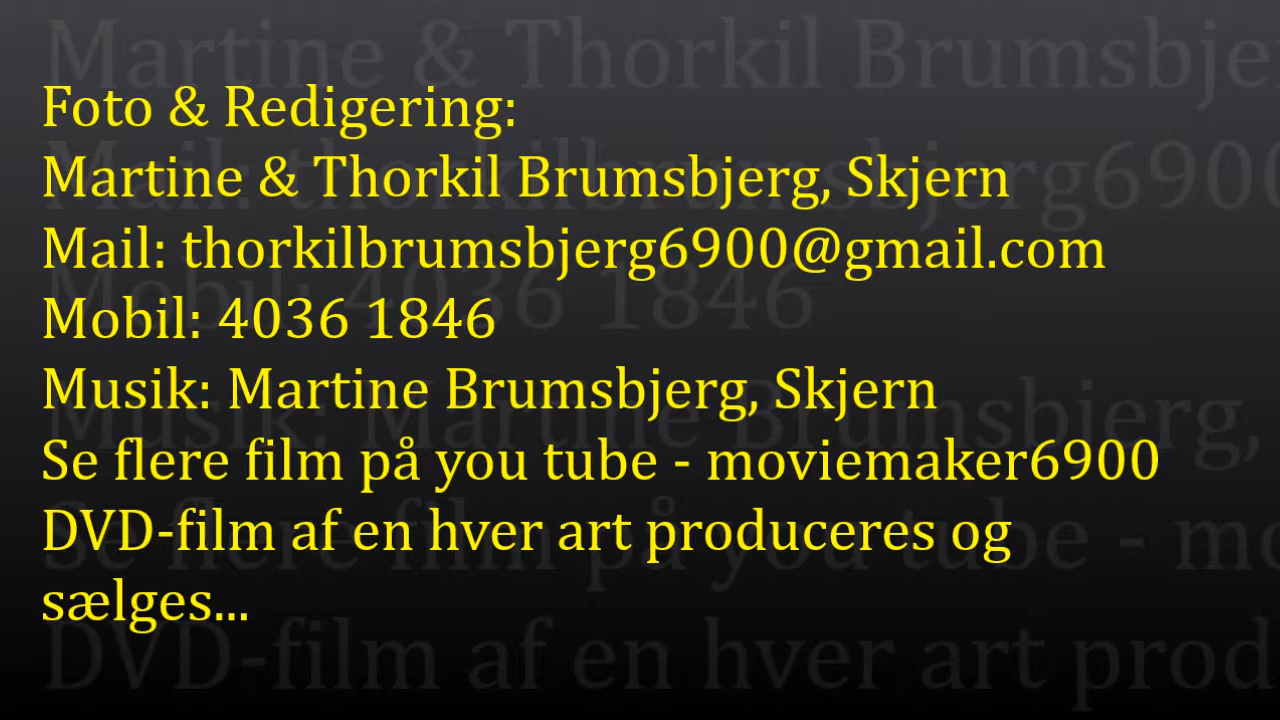 Foto & Redigering:
Martine & Thorkil Brumsbjerg, Skjern
Mail: thorkilbrumsbjerg6900@gmail.com
Mobil: 4036 1846
Musik: Martine Brumsbjerg, Skjern
Se flere film på you tube - moviemaker6900
DVD-film af en hver art produceres og
sælges...